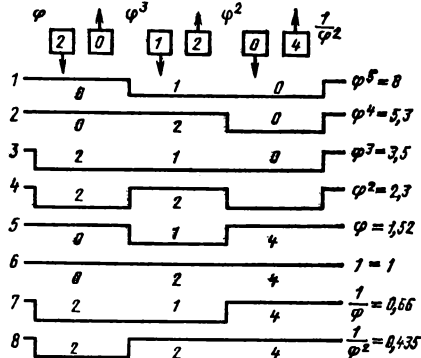 φ φ³ φ² 1/φ²
2 0 1 2 0 4
1 0 1 0 φ⁵=8
2 0 2 0 φ⁴=5,3
3 2 1 0 φ³=3,5
4 2 2 φ²=2,3
5 0 1 4 φ=1,52
6 0 2 4 1=1
7 2 1 4 1/φ=0,66
8 2 2 4 1/φ²=0,435